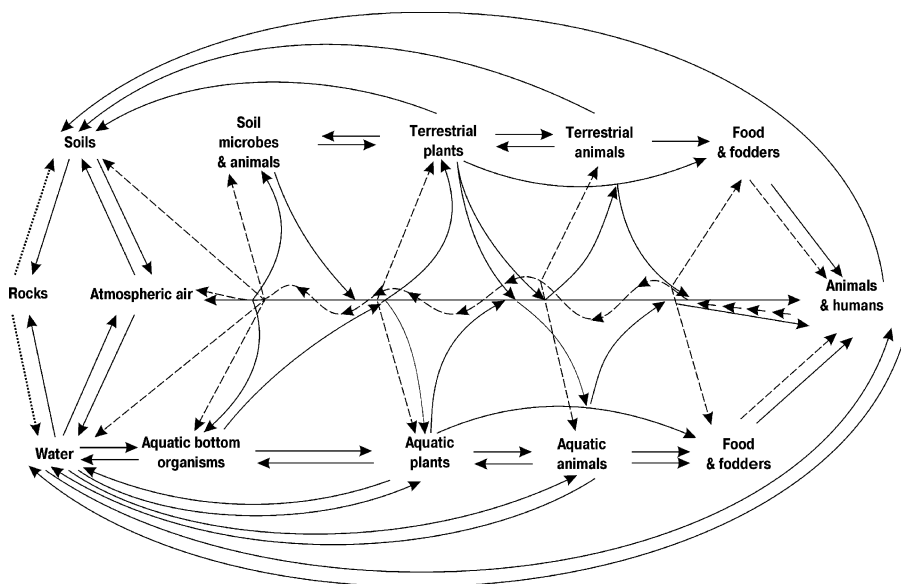 Soils
Soil
microbes
& animals
Terrestrial
plants
Terrestrial
animals
Food
& fodders
Rocks
Atmospheric air
Animals
& humans
Water
Aquatic bottom
organisms
Aquatic
plants
Aquatic
animals
Food
& fodders